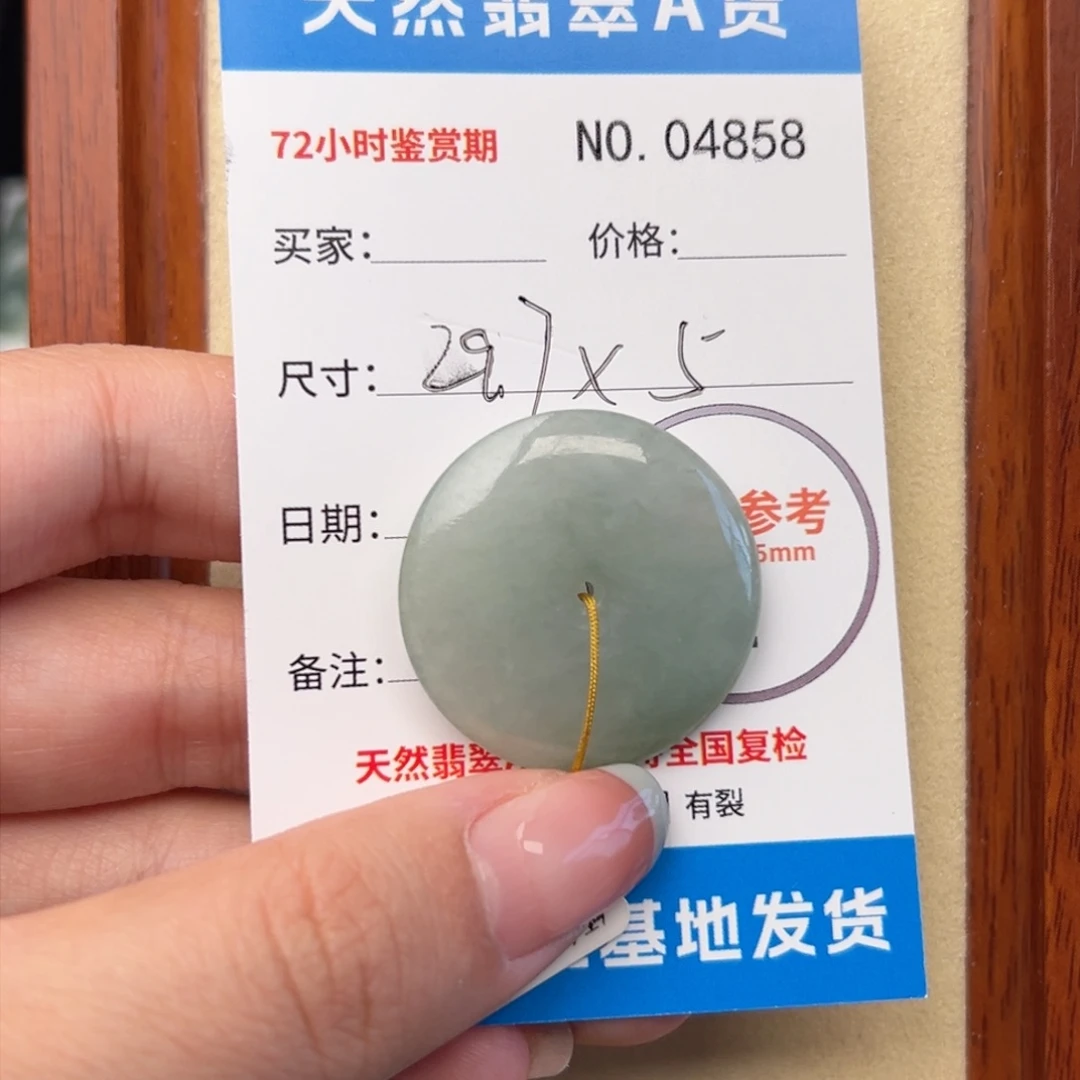 天然翡翠A货
72小时鉴赏期 NO. 04858
买家： 价格：
尺寸： 29.7 x 5
日期： 参考
5mm
备注：
天然翡翠 全国复检
有裂
基地发货